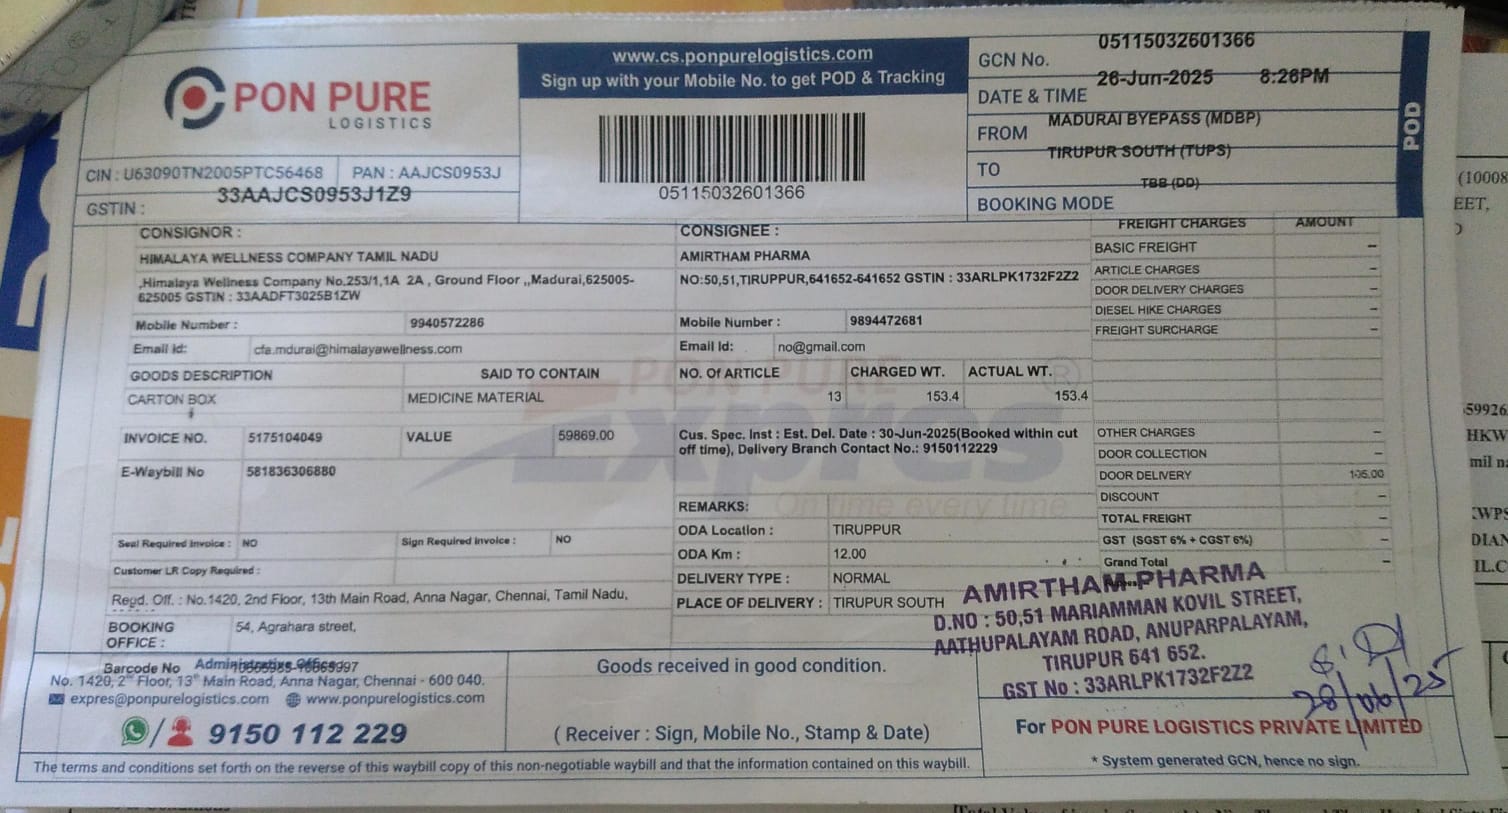 PON PURE
LOGISTICS
CIN : U63090TN2005PTC56468 PAN : AAJCS0953J
33AAJCS0953J1Z9
GSTIN :
www.cs.ponpurelogistics.com
Sign up with your Mobile No. to get POD & Tracking
05115032601366
GCN No. 05115032601366
DATE & TIME 26-Jun-2025 8:26PM
FROM MADURAI BYEPASS (MDBP)
TO TIRUPUR SOUTH (TUPS)
BOOKING MODE TBB (DD)
POD
CONSIGNOR :
HIMALAYA WELLNESS COMPANY TAMIL NADU
,Himalaya Wellness Company No.253/1,1A 2A , Ground Floor ,,Madurai,625005-
625005 GSTIN : 33AADFT3025B1ZW
Mobile Number : 9940572286
Email Id: cfa.mdurai@himalayawellness.com
CONSIGNEE :
AMIRTHAM PHARMA
NO:50,51,TIRUPPUR,641652-641652 GSTIN : 33ARLPK1732F2Z2
Mobile Number : 9894472681
Email Id: no@gmail.com
GOODS DESCRIPTION SAID TO CONTAIN NO. Of ARTICLE CHARGED WT. ACTUAL WT.
CARTON BOX MEDICINE MATERIAL 13 153.4 153.4
INVOICE NO. 5175104049 VALUE 59869.00
E-Waybill No 581836306880
Seal Required Invoice : NO Sign Required Invoice : NO
Customer LR Copy Required :
Regd. Off. : No.1420, 2nd Floor, 13th Main Road, Anna Nagar, Chennai, Tamil Nadu,
BOOKING
OFFICE : 54, Agrahara street,
PON PURE
Expres
On time every time
Cus. Spec. Inst : Est. Del. Date : 30-Jun-2025(Booked within cut
off time), Delivery Branch Contact No.: 9150112229
REMARKS:
ODA Location : TIRUPPUR
ODA Km : 12.00
DELIVERY TYPE : NORMAL
PLACE OF DELIVERY : TIRUPUR SOUTH
FREIGHT CHARGES AMOUNT
BASIC FREIGHT –
ARTICLE CHARGES –
DOOR DELIVERY CHARGES –
DIESEL HIKE CHARGES –
FREIGHT SURCHARGE –
OTHER CHARGES –
DOOR COLLECTION –
DOOR DELIVERY 105.00
DISCOUNT –
TOTAL FREIGHT –
GST (SGST 6% + CGST 6%) –
Grand Total –
AMIRTHAM PHARMA
D.NO : 50,51 MARIAMMAN KOVIL STREET,
AATHUPALAYAM ROAD, ANUPARPALAYAM,
TIRUPUR 641 652.
GST No : 33ARLPK1732F2Z2
28/06/25
Barcode No
Administrative Office
No. 1420, 2nd Floor, 13th Main Road, Anna Nagar, Chennai - 600 040.
expres@ponpurelogistics.com www.ponpurelogistics.com
9150 112 229
Goods received in good condition.
( Receiver : Sign, Mobile No., Stamp & Date)
For PON PURE LOGISTICS PRIVATE LIMITED
* System generated GCN, hence no sign.
The terms and conditions set forth on the reverse of this waybill copy of this non-negotiable waybill and that the information contained on this waybill.